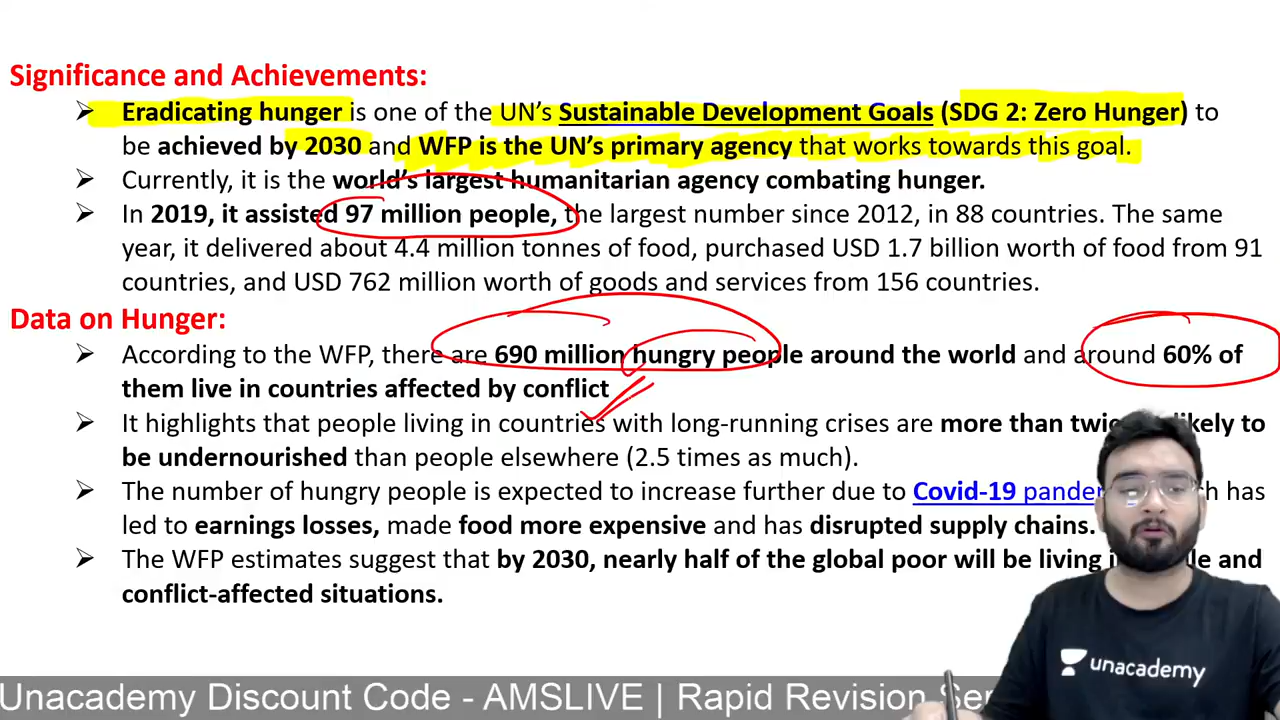 Significance and Achievements:
➢ Eradicating hunger is one of the UN’s Sustainable Development Goals (SDG 2: Zero Hunger) to
be achieved by 2030 and WFP is the UN’s primary agency that works towards this goal.
➢ Currently, it is the world’s largest humanitarian agency combating hunger.
➢ In 2019, it assisted 97 million people, the largest number since 2012, in 88 countries. The same
year, it delivered about 4.4 million tonnes of food, purchased USD 1.7 billion worth of food from 91
countries, and USD 762 million worth of goods and services from 156 countries.
Data on Hunger:
➢ According to the WFP, there are 690 million hungry people around the world and around 60% of
them live in countries affected by conflict
➢ It highlights that people living in countries with long-running crises are more than likely to
be undernourished than people elsewhere (2.5 times as much).
➢ The number of hungry people is expected to increase further due to Covid-19 has
led to earnings losses, made food more expensive and has disrupted supply chains.
➢ The WFP estimates suggest that by 2030, nearly half of the global poor will be living and
conflict-affected situations.
unacademy
Unacademy Discount Code - AMSLIVE | Rapid Revision